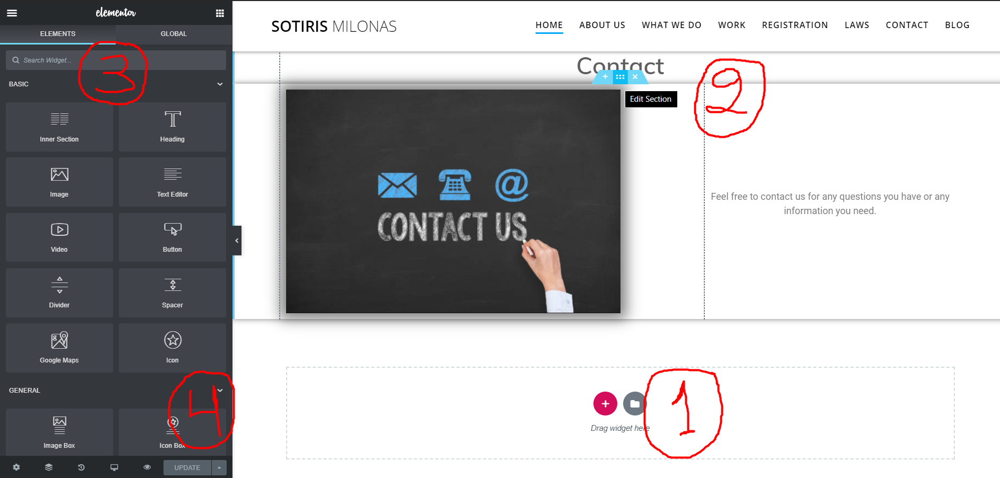 elementor
ELEMENTS GLOBAL
Search Widget...
3
BASIC
Inner Section Heading
Image Text Editor
Video Button
Divider Spacer
Google Maps Icon
4
GENERAL
Image Box Icon Box
UPDATE
SOTIRIS MILONAS
HOME ABOUT US WHAT WE DO WORK REGISTRATION LAWS CONTACT BLOG
Contact
2
Edit Section
CONTACT US
Feel free to contact us for any questions you have or any
information you need.
1
Drag widget here